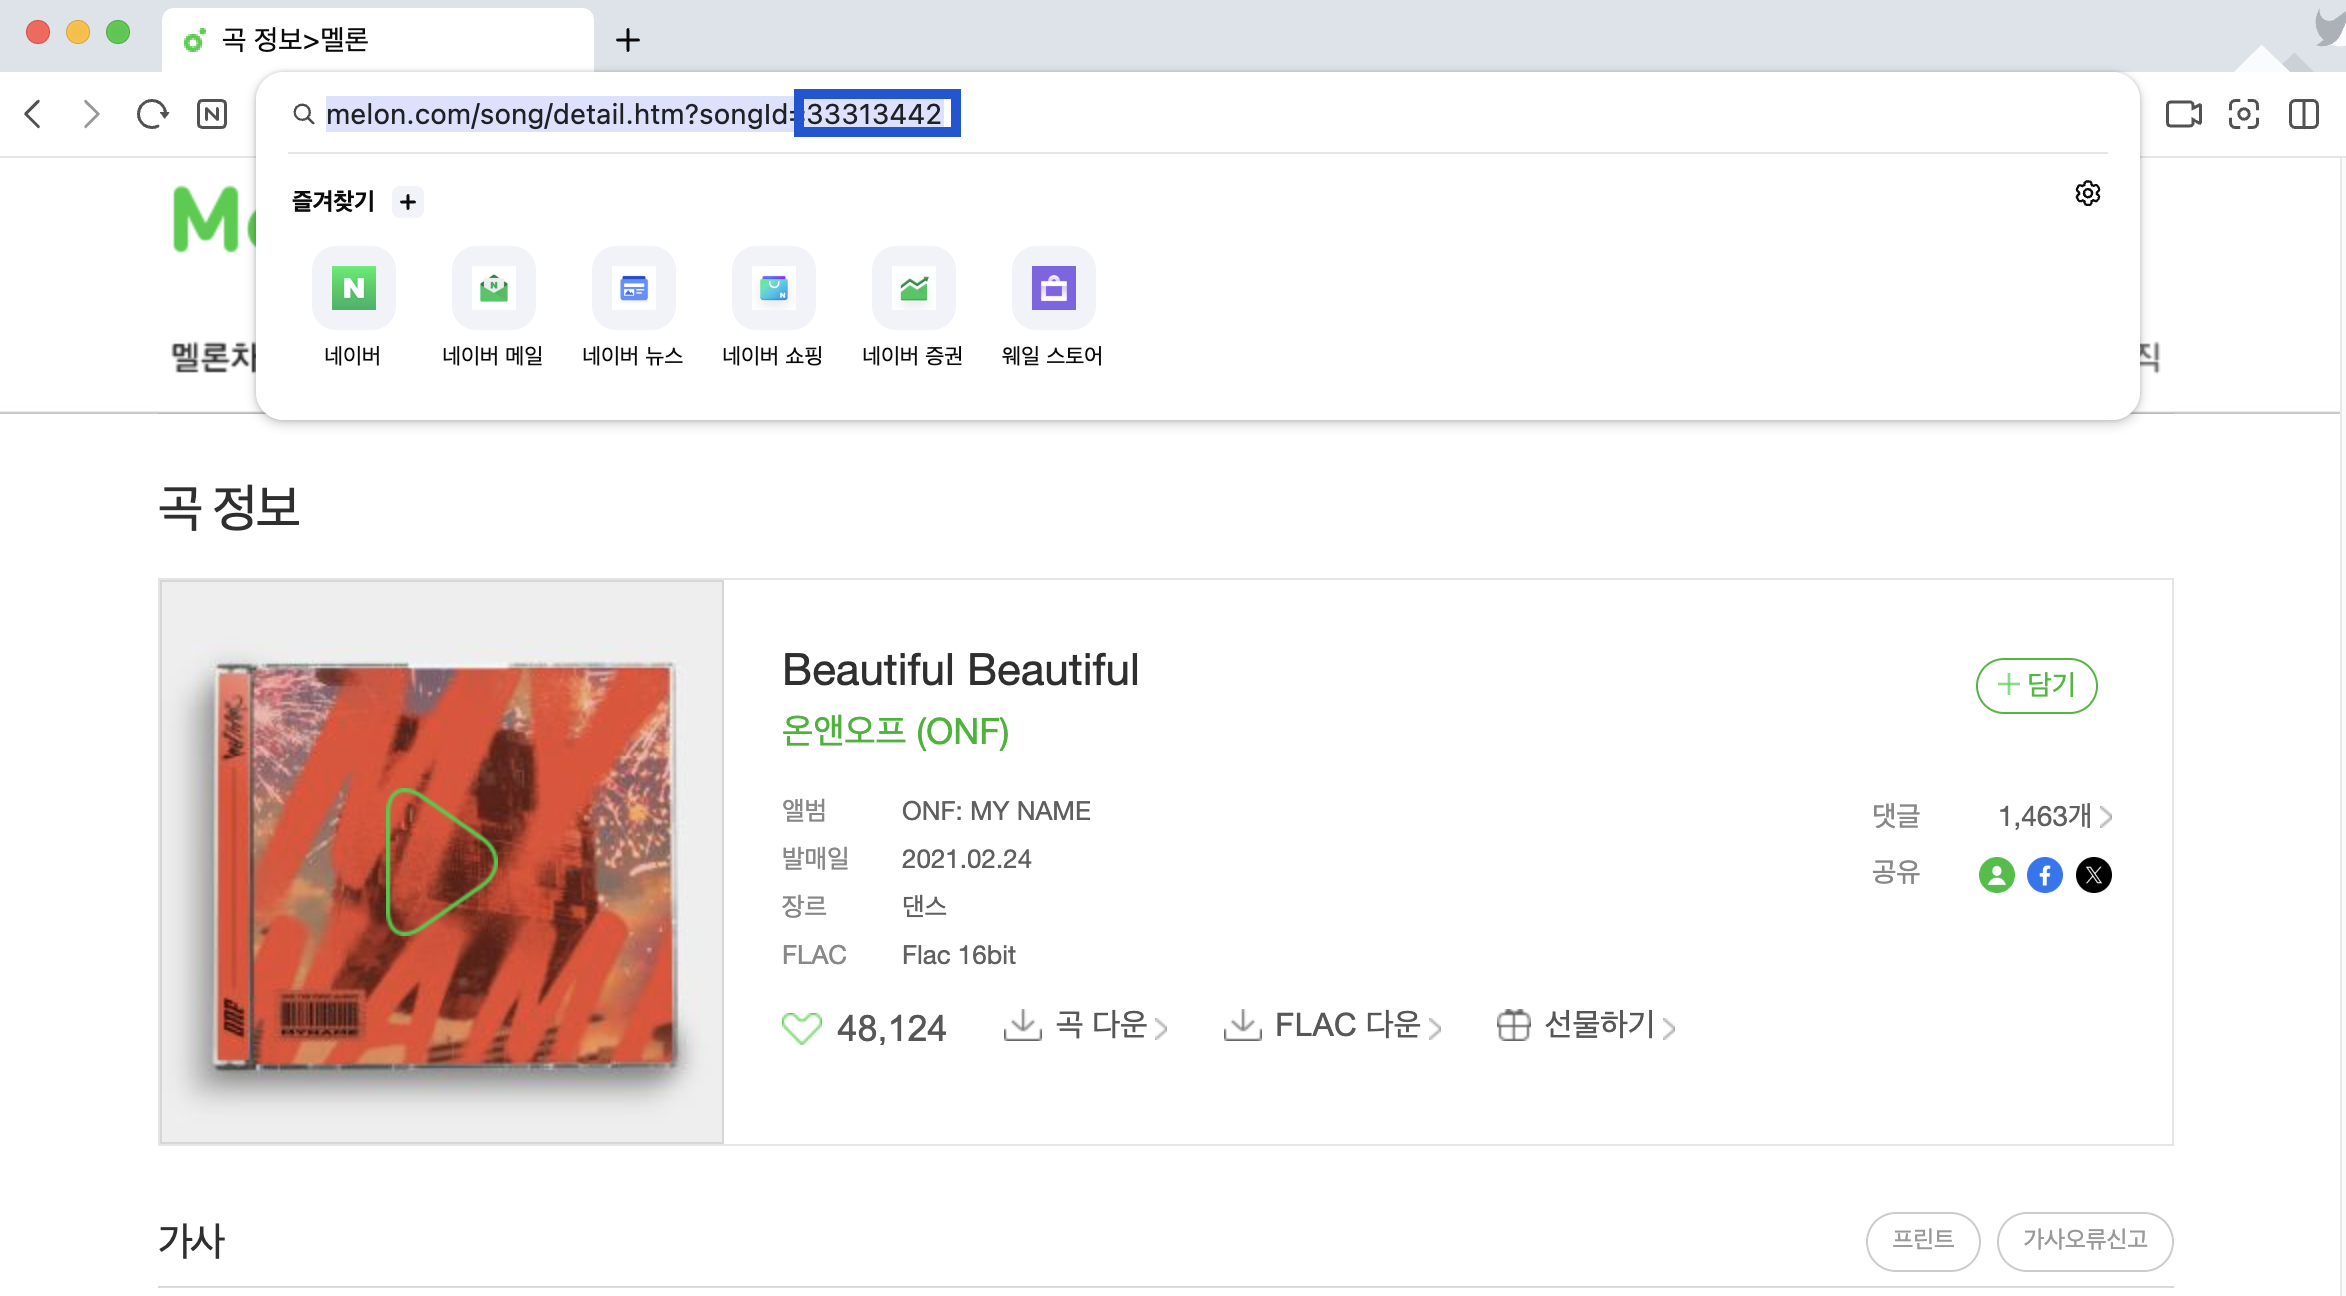 곡 정보>멜론
melon.com/song/detail.htm?songId=33313442
즐겨찾기
네이버
네이버 메일
네이버 뉴스
네이버 쇼핑
네이버 증권
웨일 스토어
멜론차
직
곡 정보
Beautiful Beautiful
온앤오프 (ONF)
담기
앨범 ONF: MY NAME
발매일 2021.02.24
장르 댄스
FLAC Flac 16bit
댓글 1,463개
공유
48,124
곡 다운
FLAC 다운
선물하기
가사
프린트
가사오류신고